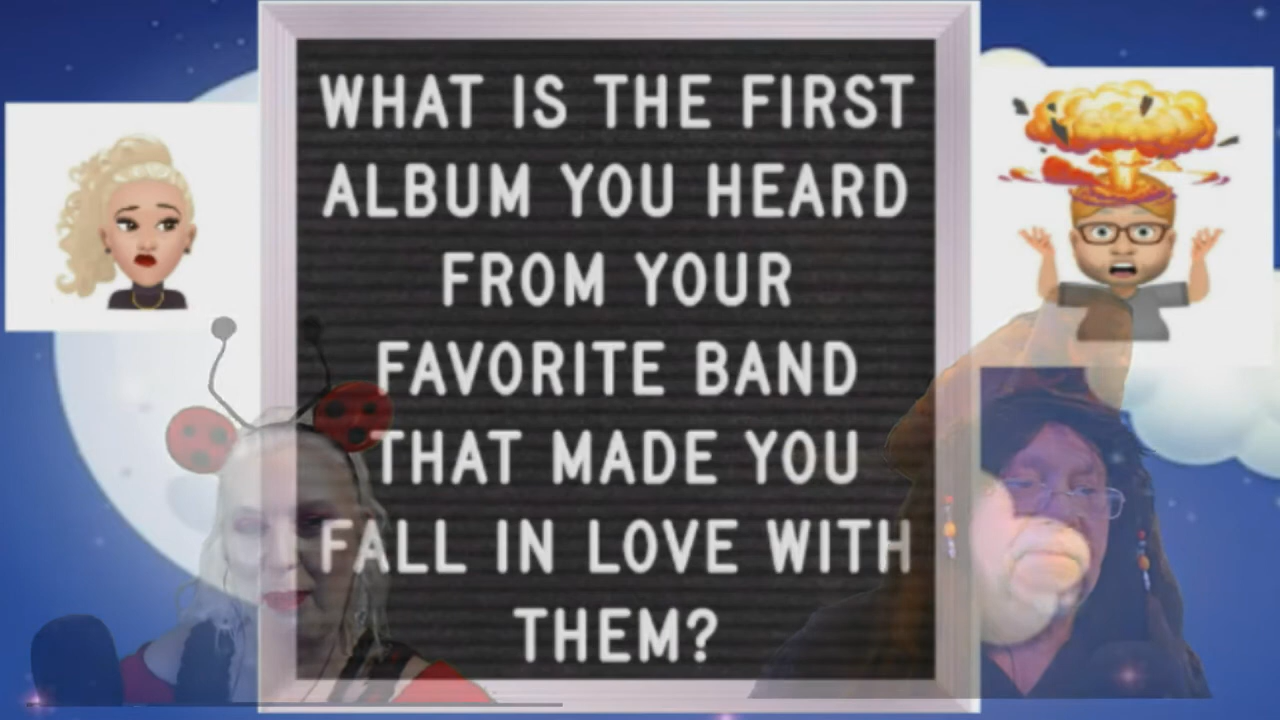 WHAT IS THE FIRST
ALBUM YOU HEARD
FROM YOUR
FAVORITE BAND
THAT MADE YOU
FALL IN LOVE WITH
THEM?